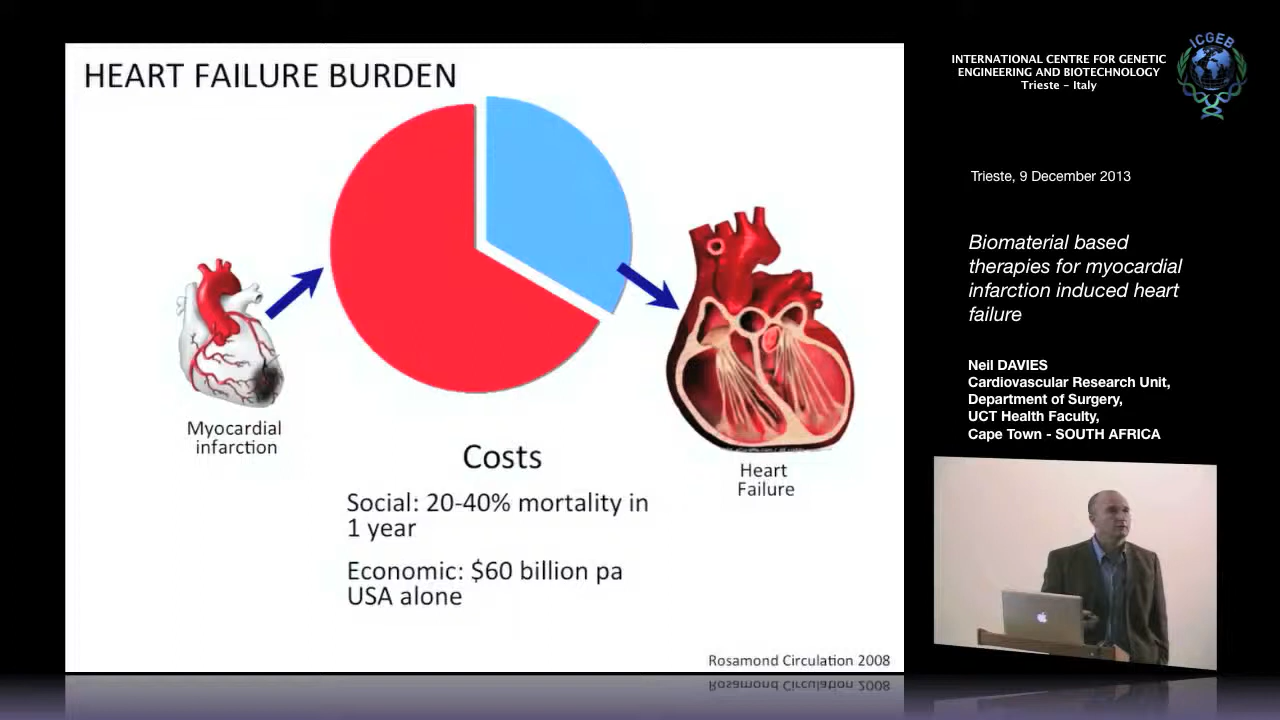 HEART FAILURE BURDEN
Myocardial
infarction
Heart
Failure
Costs
Social: 20-40% mortality in
1 year
Economic: $60 billion pa
USA alone
Rosamond Circulation 2008
INTERNATIONAL CENTRE FOR GENETIC
ENGINEERING AND BIOTECHNOLOGY
Trieste - Italy
ICGEB
Trieste, 9 December 2013
Biomaterial based
therapies for myocardial
infarction induced heart
failure
Neil DAVIES
Cardiovascular Research Unit,
Department of Surgery,
UCT Health Faculty,
Cape Town - SOUTH AFRICA